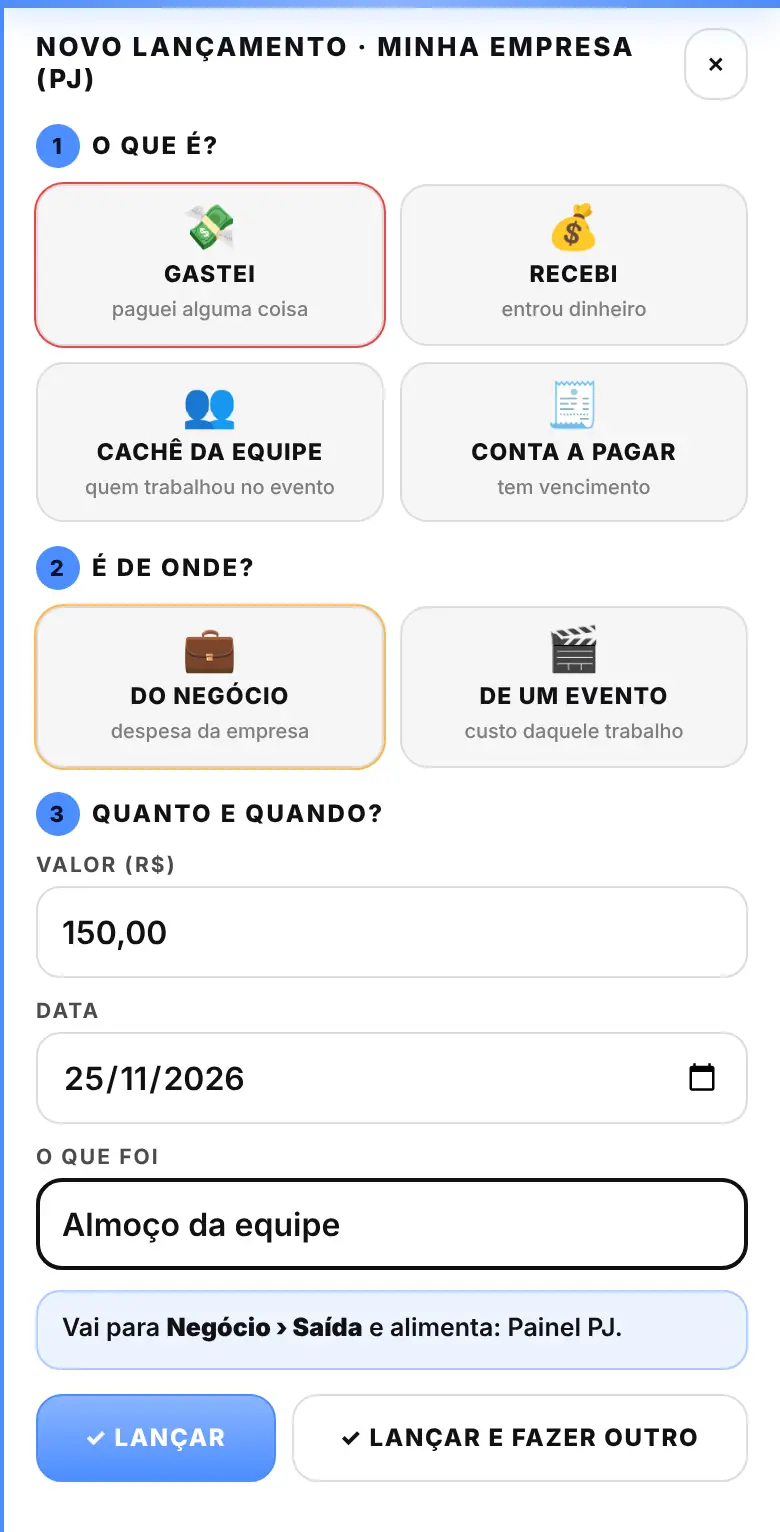 NOVO LANÇAMENTO · MINHA EMPRESA
(PJ)
×
1 O QUE É?
GASTEI
paguei alguma coisa
RECEBI
entrou dinheiro
CACHÊ DA EQUIPE
quem trabalhou no evento
CONTA A PAGAR
tem vencimento
2 É DE ONDE?
DO NEGÓCIO
despesa da empresa
DE UM EVENTO
custo daquele trabalho
3 QUANTO E QUANDO?
VALOR (R$)
150,00
DATA
25/11/2026
O QUE FOI
Almoço da equipe
Vai para Negócio › Saída e alimenta: Painel PJ.
✓ LANÇAR
✓ LANÇAR E FAZER OUTRO